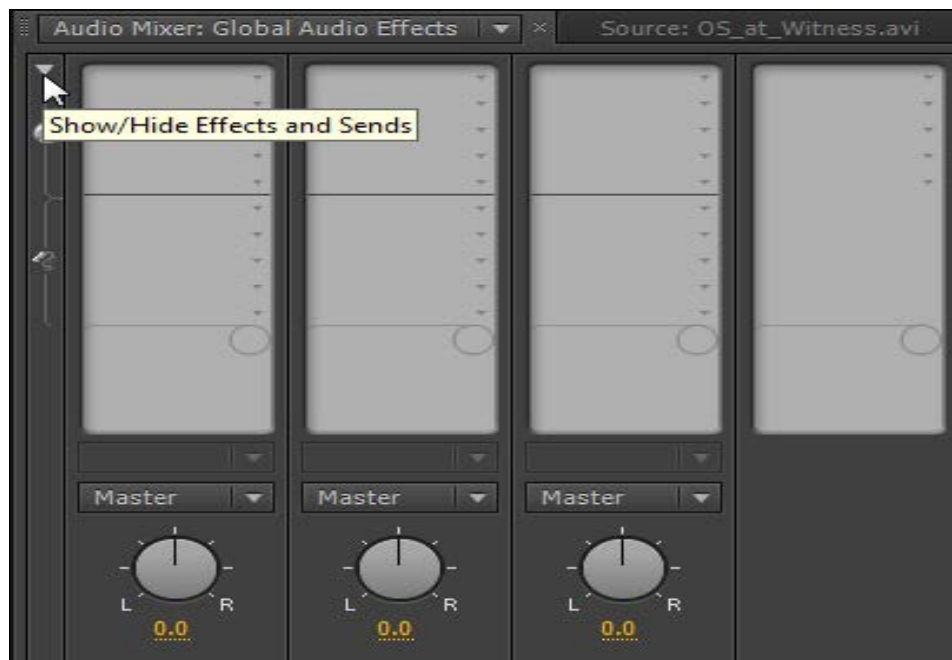 Audio Mixer: Global Audio Effects
Source: OS_at_Witness.avi
Show/Hide Effects and Sends
Master Master Master
L R L R L R
0.0 0.0 0.0